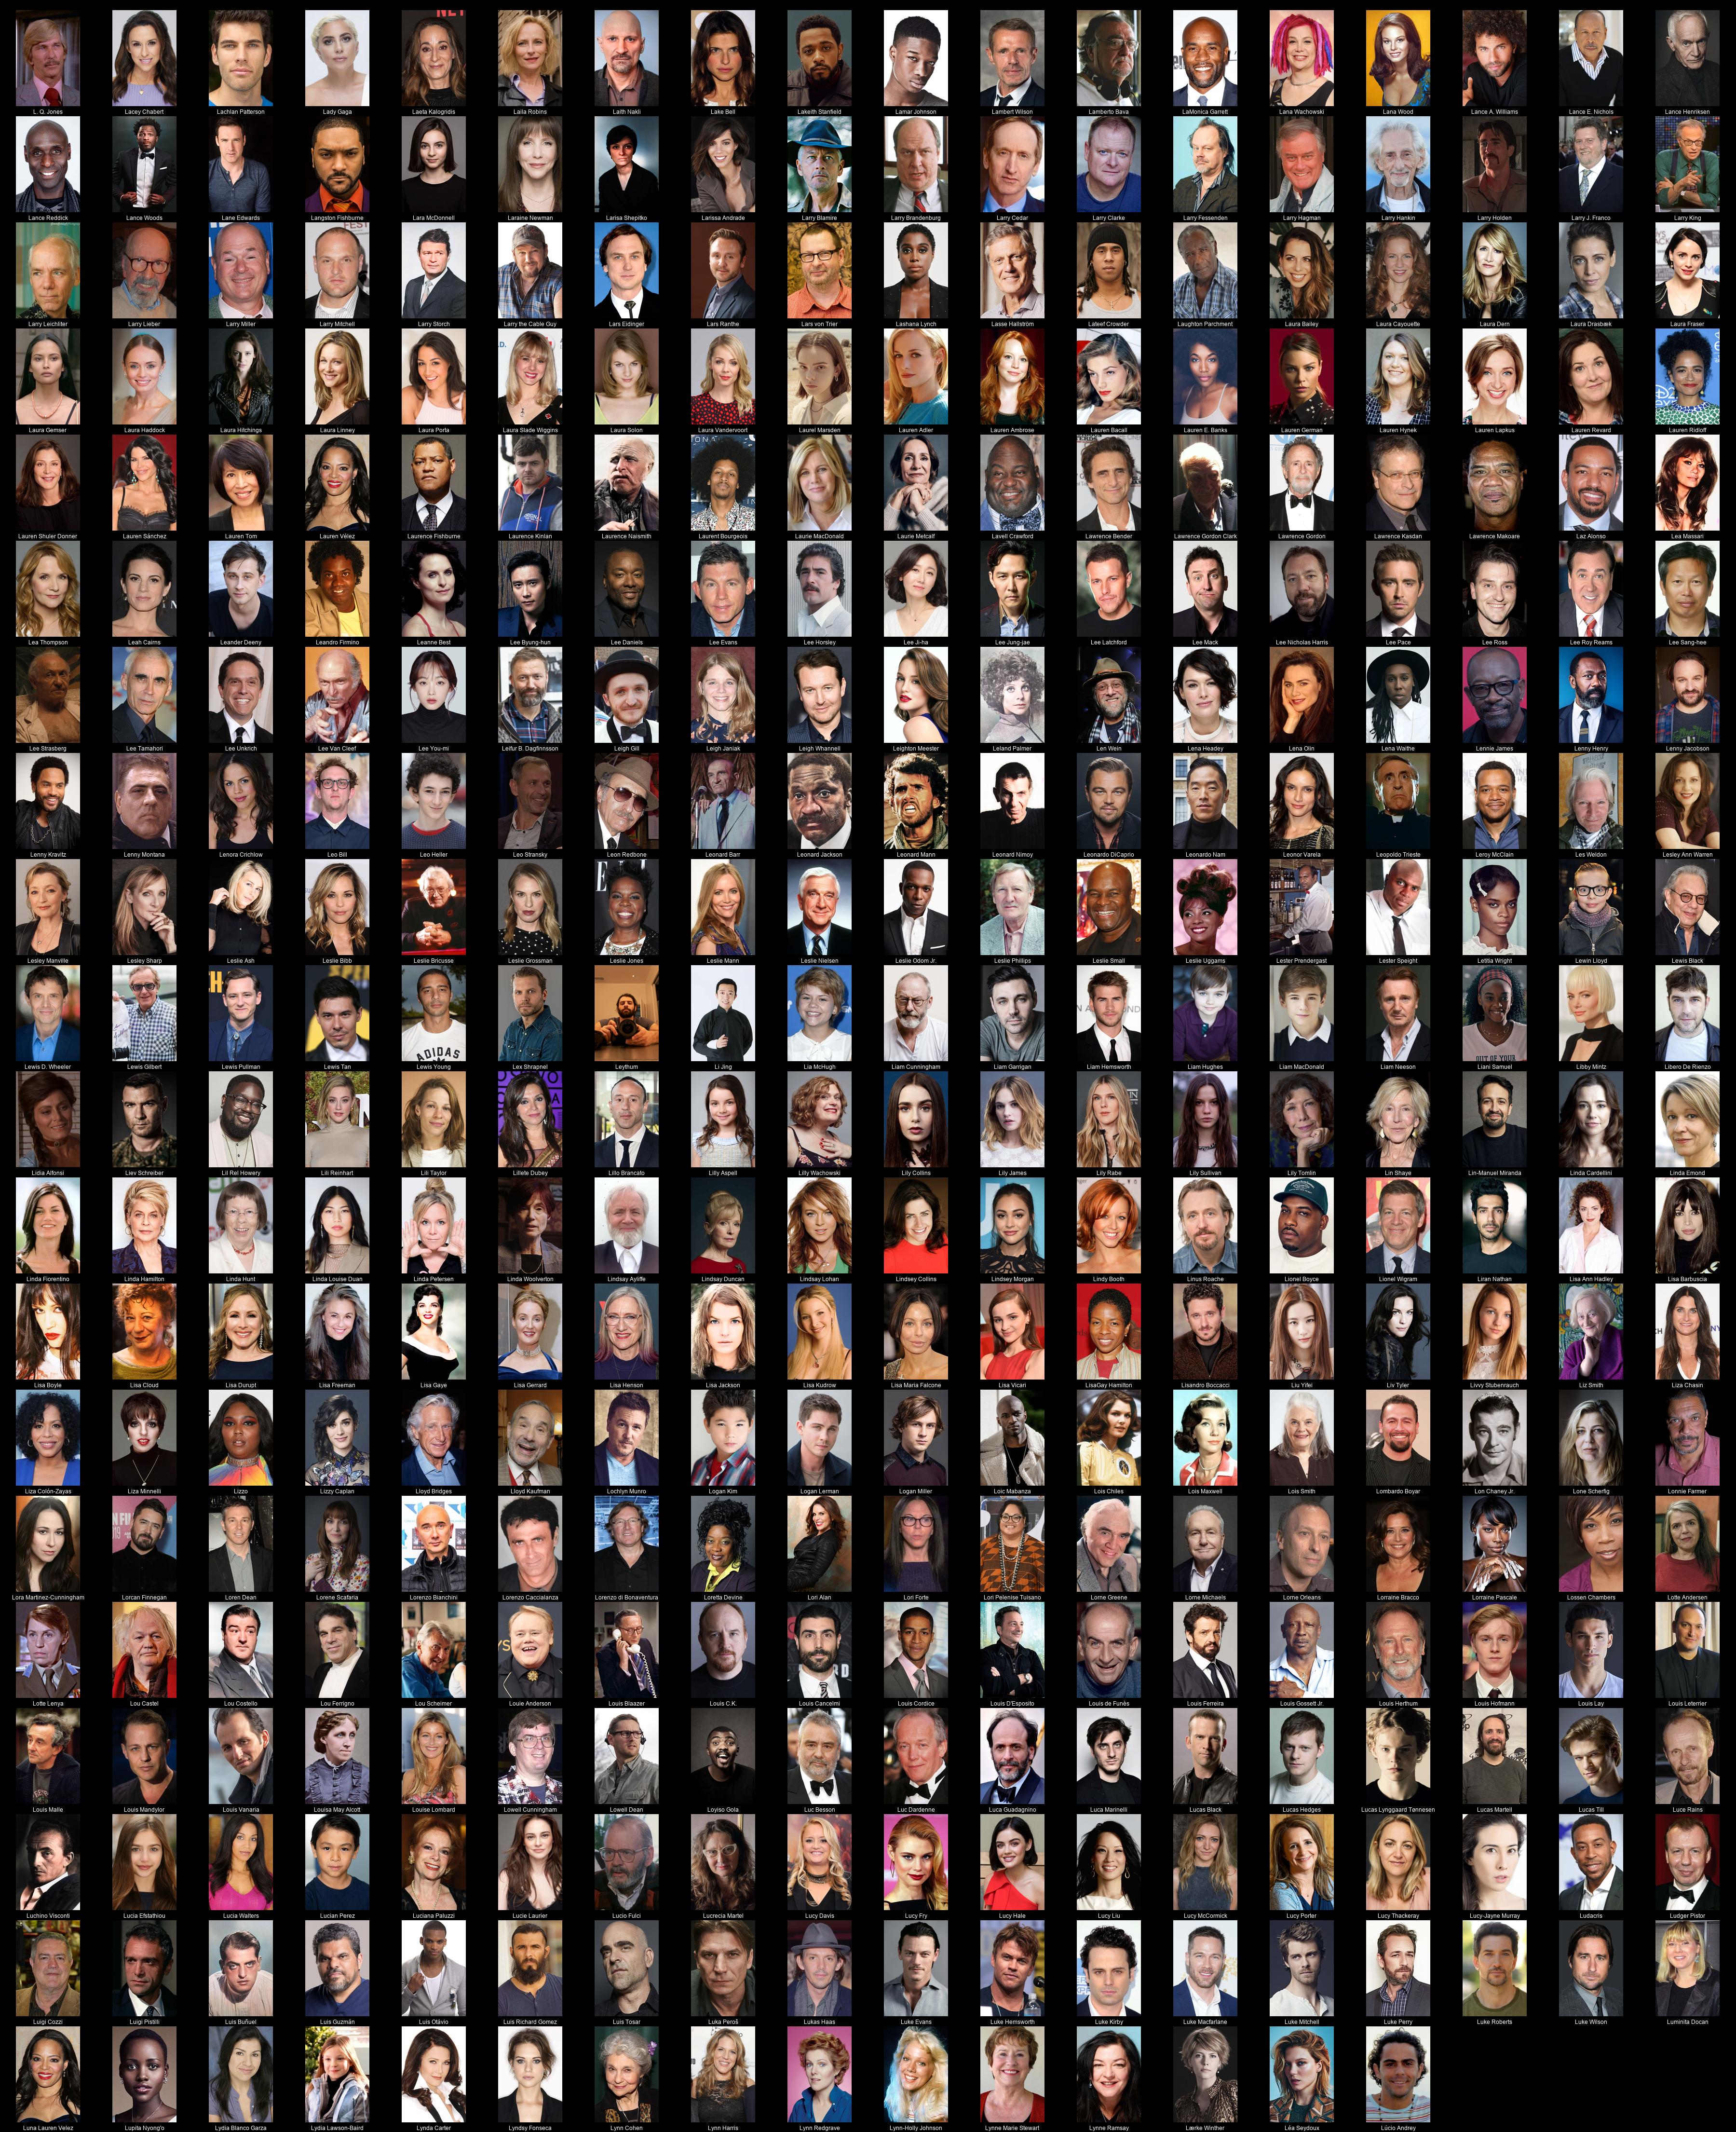 L. Q. Jones
Lacey Chabert
Lachlan Patterson
Lady Gaga
Laeta Kalogridis
Laila Robins
Laith Nakli
Lake Bell
Lakeith Stanfield
Lamar Johnson
Lambert Wilson
Lamberto Bava
LaMonica Garrett
Lana Wachowski
Lana Wood
Lance A. Williams
Lance E. Nichols
Lance Henriksen
Lance Reddick
Lance Woods
Lane Edwards
Langston Fishburne
Lara McDonnell
Laraine Newman
Larisa Shepitko
Larissa Andrade
Larry Blamire
Larry Brandenburg
Larry Cedar
Larry Clarke
Larry Fessenden
Larry Hagman
Larry Hankin
Larry Holden
Larry J. Franco
Larry King
Larry Leichliter
Larry Lieber
Larry Miller
Larry Mitchell
Larry Storch
Larry the Cable Guy
Lars Eidinger
Lars Ranthe
Lars von Trier
Lashana Lynch
Lasse Hallström
Lateef Crowder
Laughton Parchment
Laura Bailey
Laura Cayouette
Laura Dern
Laura Drasbæk
Laura Fraser
Laura Gemser
Laura Haddock
Laura Hitchings
Laura Linney
Laura Porta
Laura Slade Wiggins
Laura Solon
Laura Vandervoort
Laurel Marsden
Lauren Adler
Lauren Ambrose
Lauren Bacall
Lauren E. Banks
Lauren German
Lauren Hynek
Lauren Lapkus
Lauren Revard
Lauren Ridloff
Lauren Shuler Donner
Lauren Sánchez
Lauren Tom
Lauren Vélez
Laurence Fishburne
Laurence Kinlan
Laurence Naismith
Laurent Bourgeois
Laurie MacDonald
Laurie Metcalf
Lavell Crawford
Lawrence Bender
Lawrence Gordon Clark
Lawrence Gordon
Lawrence Kasdan
Lawrence Makoare
Laz Alonso
Lea Massari
Lea Thompson
Leah Cairns
Leander Deeny
Leandro Firmino
Leanne Best
Lee Byung-hun
Lee Daniels
Lee Evans
Lee Horsley
Lee Ji-ha
Lee Jung-jae
Lee Latchford
Lee Mack
Lee Nicholas Harris
Lee Pace
Lee Ross
Lee Roy Reams
Lee Sang-hee
Lee Strasberg
Lee Tamahori
Lee Unkrich
Lee Van Cleef
Lee You-mi
Leifur B. Dagfinnsson
Leigh Gill
Leigh Janiak
Leigh Whannell
Leighton Meester
Leland Palmer
Len Wein
Lena Headey
Lena Olin
Lena Waithe
Lennie James
Lenny Henry
Lenny Jacobson
Lenny Kravitz
Lenny Montana
Lenora Crichlow
Leo Bill
Leo Heller
Leo Stransky
Leon Redbone
Leonard Barr
Leonard Jackson
Leonard Mann
Leonard Nimoy
Leonardo DiCaprio
Leonardo Nam
Leonor Varela
Leopoldo Trieste
Leroy McClain
Les Weldon
Lesley Ann Warren
Lesley Manville
Lesley Sharp
Leslie Ash
Leslie Bibb
Leslie Bricusse
Leslie Grossman
Leslie Jones
Leslie Mann
Leslie Nielsen
Leslie Odom Jr.
Leslie Phillips
Leslie Small
Leslie Uggams
Lester Prendergast
Lester Speight
Letitia Wright
Lewin Lloyd
Lewis Black
Lewis D. Wheeler
Lewis Gilbert
Lewis Pullman
Lewis Tan
Lewis Young
Lex Shrapnel
Leythum
Li Jing
Lia McHugh
Liam Cunningham
Liam Garrigan
Liam Hemsworth
Liam Hughes
Liam MacDonald
Liam Neeson
Liani Samuel
Libby Mintz
Libero De Rienzo
Lidia Alfonsi
Liev Schreiber
Lil Rel Howery
Lili Reinhart
Lili Taylor
Lillete Dubey
Lillo Brancato
Lilly Aspell
Lilly Wachowski
Lily Collins
Lily James
Lily Rabe
Lily Sullivan
Lily Tomlin
Lin Shaye
Lin-Manuel Miranda
Linda Cardellini
Linda Emond
Linda Fiorentino
Linda Hamilton
Linda Hunt
Linda Louise Duan
Linda Petersen
Linda Woolverton
Lindsay Ayliffe
Lindsay Duncan
Lindsay Lohan
Lindsey Collins
Lindsey Morgan
Lindy Booth
Linus Roache
Lionel Boyce
Lionel Wigram
Liran Nathan
Lisa Ann Hadley
Lisa Barbuscia
Lisa Boyle
Lisa Cloud
Lisa Durupt
Lisa Freeman
Lisa Gaye
Lisa Gerrard
Lisa Henson
Lisa Jackson
Lisa Kudrow
Lisa Maria Falcone
Lisa Vicari
LisaGay Hamilton
Lisandro Boccacci
Liu Yifei
Liv Tyler
Livvy Stubenrauch
Liz Smith
Liza Chasin
Liza Colón-Zayas
Liza Minnelli
Lizzo
Lizzy Caplan
Lloyd Bridges
Lloyd Kaufman
Lochlyn Munro
Logan Kim
Logan Lerman
Logan Miller
Loïc Mabanza
Lois Chiles
Lois Maxwell
Lois Smith
Lombardo Boyar
Lon Chaney Jr.
Lone Scherfig
Lonnie Farmer
Lora Martinez-Cunningham
Lorcan Finnegan
Loren Dean
Lorene Scafaria
Lorenzo Bianchini
Lorenzo Caccialanza
Lorenzo di Bonaventura
Loretta Devine
Lori Alan
Lori Forte
Lori Pelenise Tuisano
Lorne Greene
Lorne Michaels
Lorne Orleans
Lorraine Bracco
Lorraine Pascale
Lossen Chambers
Lotte Andersen
Lotte Lenya
Lou Castel
Lou Costello
Lou Ferrigno
Lou Scheimer
Louie Anderson
Louis Blaazer
Louis C.K.
Louis Cancelmi
Louis Cordice
Louis D'Esposito
Louis de Funès
Louis Ferreira
Louis Gossett Jr.
Louis Herthum
Louis Hofmann
Louis Lay
Louis Leterrier
Louis Malle
Louis Mandylor
Louis Vanaria
Louisa May Alcott
Louise Lombard
Lowell Cunningham
Lowell Dean
Loyiso Gola
Luc Besson
Luc Dardenne
Luca Guadagnino
Luca Marinelli
Lucas Black
Lucas Hedges
Lucas Lynggaard Tønnesen
Lucas Martell
Lucas Till
Luce Rains
Luchino Visconti
Lucia Efstathiou
Lucia Walters
Lucian Perez
Luciana Paluzzi
Lucie Laurier
Lucio Fulci
Lucrecia Martel
Lucy Davis
Lucy Fry
Lucy Hale
Lucy Liu
Lucy McCormick
Lucy Porter
Lucy Thackeray
Lucy-Jayne Murray
Ludacris
Ludger Pistor
Luigi Cozzi
Luigi Pistilli
Luis Buñuel
Luis Guzmán
Luis Otávio
Luis Richard Gomez
Luis Tosar
Luka Peroš
Lukas Haas
Luke Evans
Luke Hemsworth
Luke Kirby
Luke Macfarlane
Luke Mitchell
Luke Perry
Luke Roberts
Luke Wilson
Luminita Docan
Luna Lauren Velez
Lupita Nyong'o
Lydia Blanco Garza
Lydia Lawson-Baird
Lynda Carter
Lyndsy Fonseca
Lynn Cohen
Lynn Harris
Lynn Redgrave
Lynn-Holly Johnson
Lynne Marie Stewart
Lynne Ramsay
Lærke Winther
Léa Seydoux
Lúcio Andrey